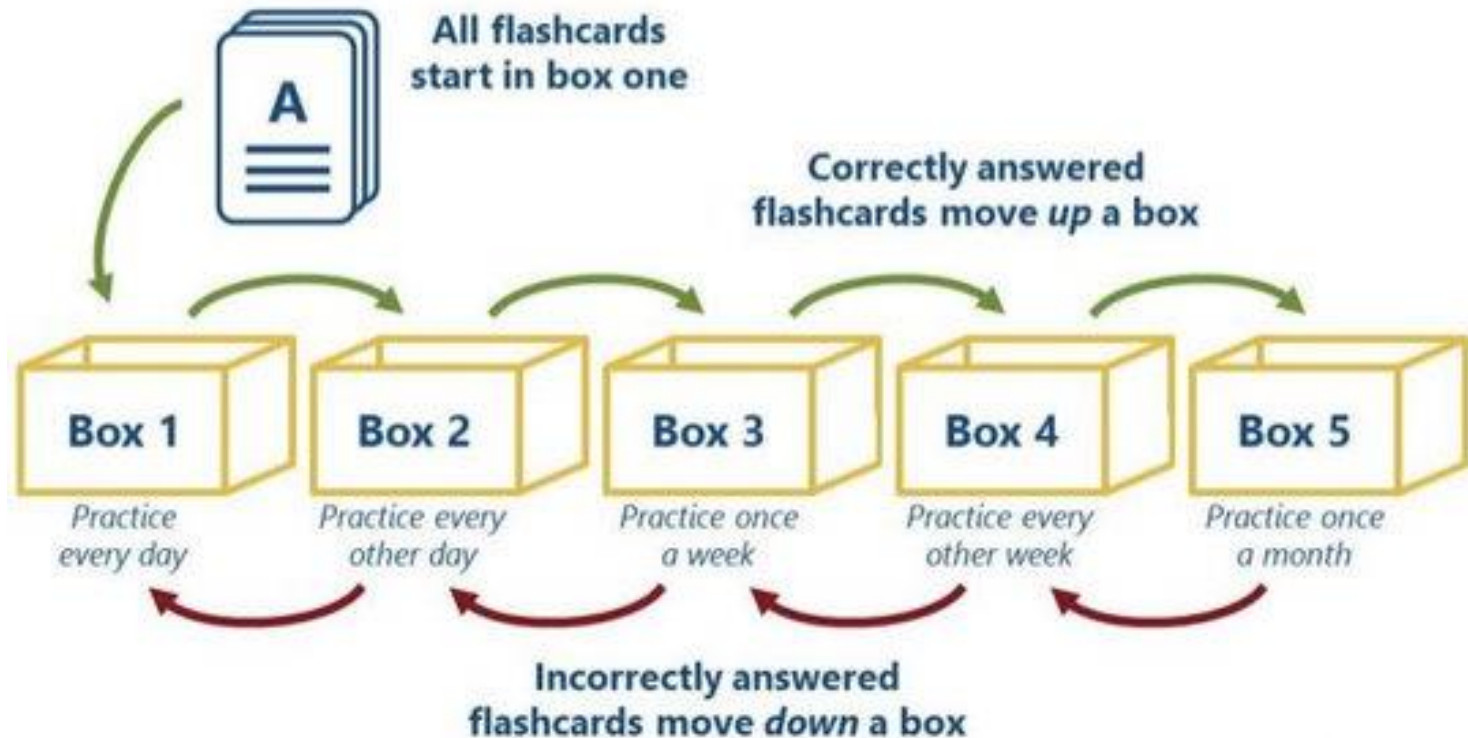 All flashcards
start in box one
A
Correctly answered
flashcards move up a box
Box 1
Box 2
Box 3
Box 4
Box 5
Practice
every day
Practice every
other day
Practice once
a week
Practice every
other week
Practice once
a month
Incorrectly answered
flashcards move down a box